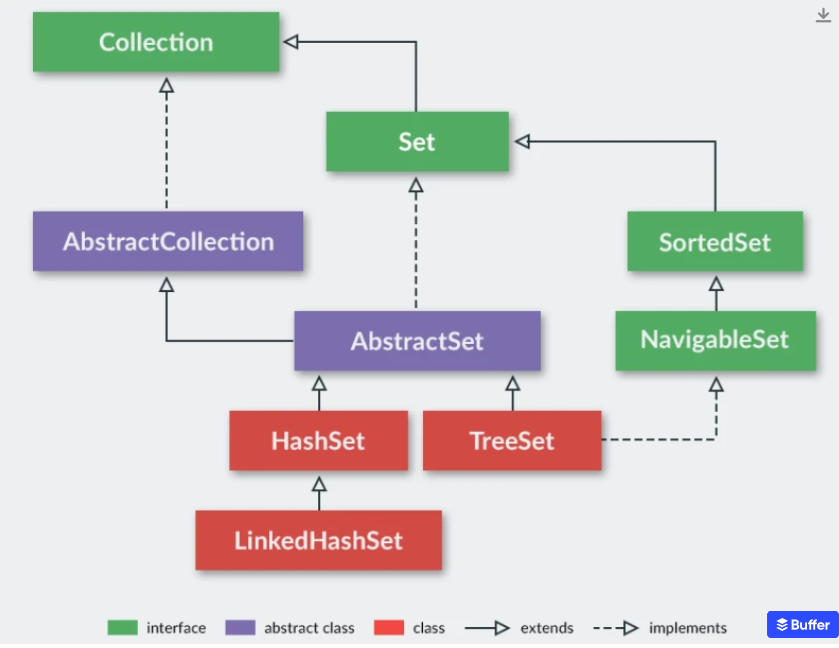 Collection
Set
AbstractCollection
SortedSet
AbstractSet
NavigableSet
HashSet
TreeSet
LinkedHashSet
interface abstract class class extends implements
Buffer